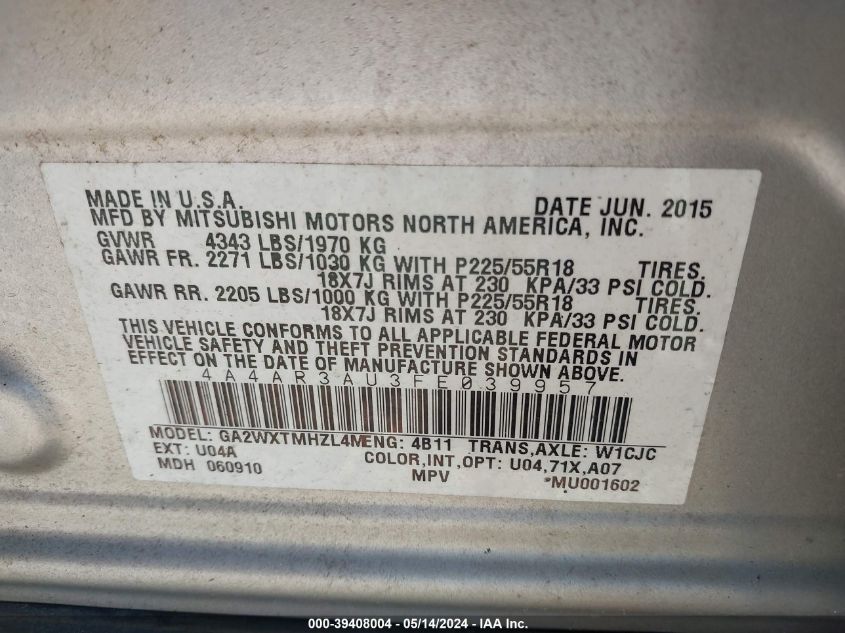 MADE IN U.S.A. DATE JUN. 2015
MFD BY MITSUBISHI MOTORS NORTH AMERICA, INC.
GVWR 4343 LBS/1970 KG
GAWR FR. 2271 LBS/1030 KG WITH P225/55R18 TIRES.
18X7J RIMS AT 230 KPA/33 PSI COLD.
GAWR RR. 2205 LBS/1000 KG WITH P225/55R18 TIRES.
18X7J RIMS AT 230 KPA/33 PSI COLD.
THIS VEHICLE CONFORMS TO ALL APPLICABLE FEDERAL MOTOR
VEHICLE SAFETY AND THEFT PREVENTION STANDARDS IN
EFFECT ON THE DATE OF MANUFACTURE SHOWN ABOVE.
4A4AR3AU3FE039957
MODEL: GA2WXTMHZL4M ENG: 4B11 TRANS,AXLE: W1CJC
EXT: U04A COLOR,INT,OPT: U04,71X,A07
MDH 060910 MPV *MU001602
000-39408004 - 05/14/2024 - IAA Inc.